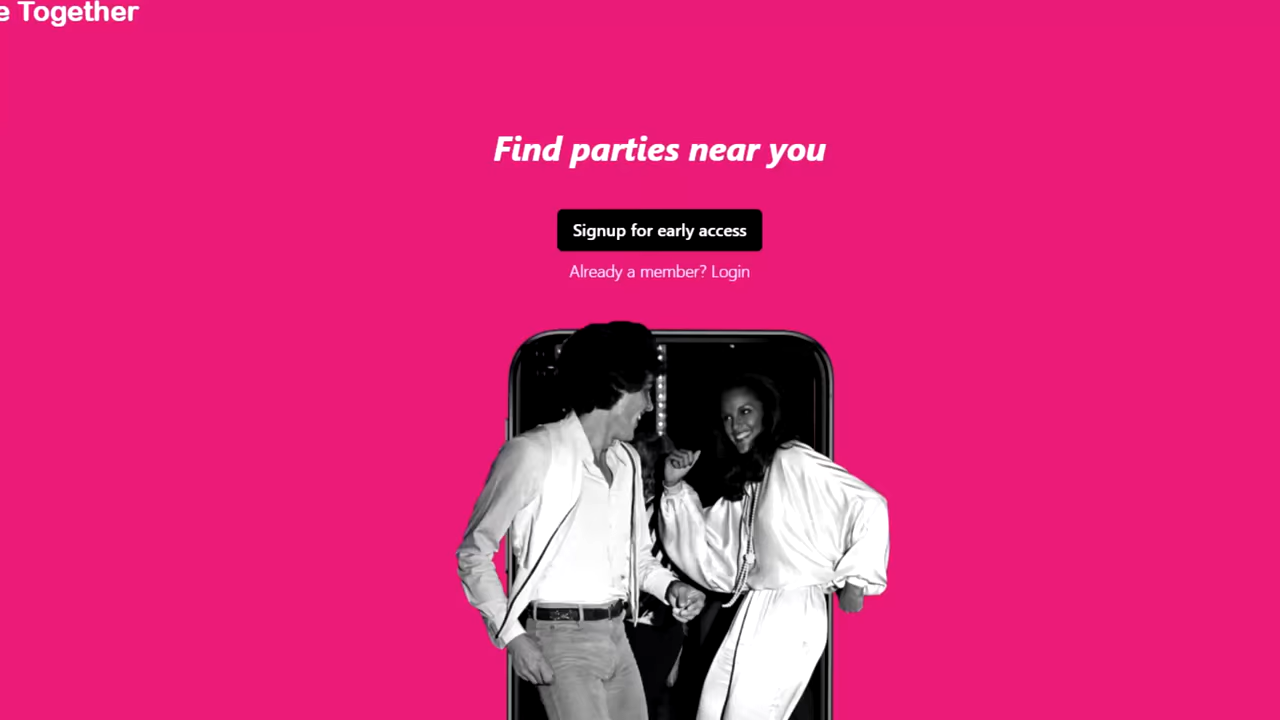 e Together
Find parties near you
Signup for early access
Already a member? Login